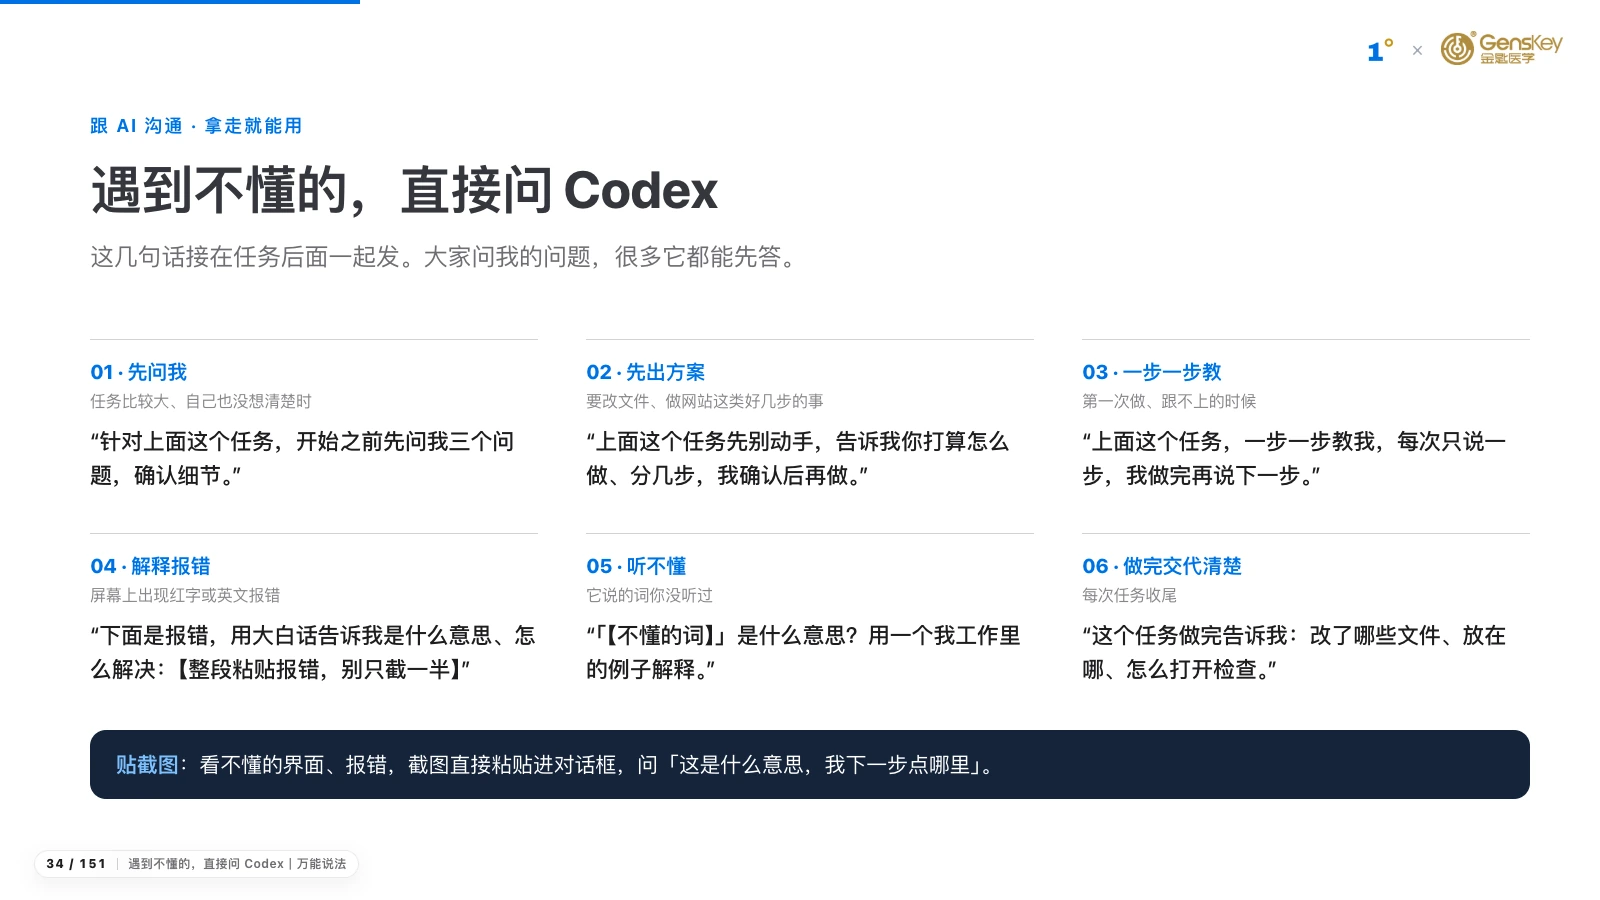 1°
×
GensKey®
金匙医学
跟 AI 沟通 · 拿走就能用
遇到不懂的，直接问 Codex
这几句话接在任务后面一起发。大家问我的问题，很多它都能先答。
01 · 先问我
任务比较大、自己也没想清楚时
“针对上面这个任务，开始之前先问我三个问
题，确认细节。”
02 · 先出方案
要改文件、做网站这类好几步的事
“上面这个任务先别动手，告诉我你打算怎么
做、分几步，我确认后再做。”
03 · 一步一步教
第一次做、跟不上的时候
“上面这个任务，一步一步教我，每次只说一
步，我做完再说下一步。”
04 · 解释报错
屏幕上出现红字或英文报错
“下面是报错，用大白话告诉我是什么意思、怎
么解决：【整段粘贴报错，别只截一半】”
05 · 听不懂
它说的词你没听过
“「【不懂的词】」是什么意思？用一个我工作里
的例子解释。”
06 · 做完交代清楚
每次任务收尾
“这个任务做完告诉我：改了哪些文件、放在
哪、怎么打开检查。”
贴截图：看不懂的界面、报错，截图直接粘贴进对话框，问「这是什么意思，我下一步点哪里」。
34 / 151 | 遇到不懂的，直接问 Codex | 万能说法